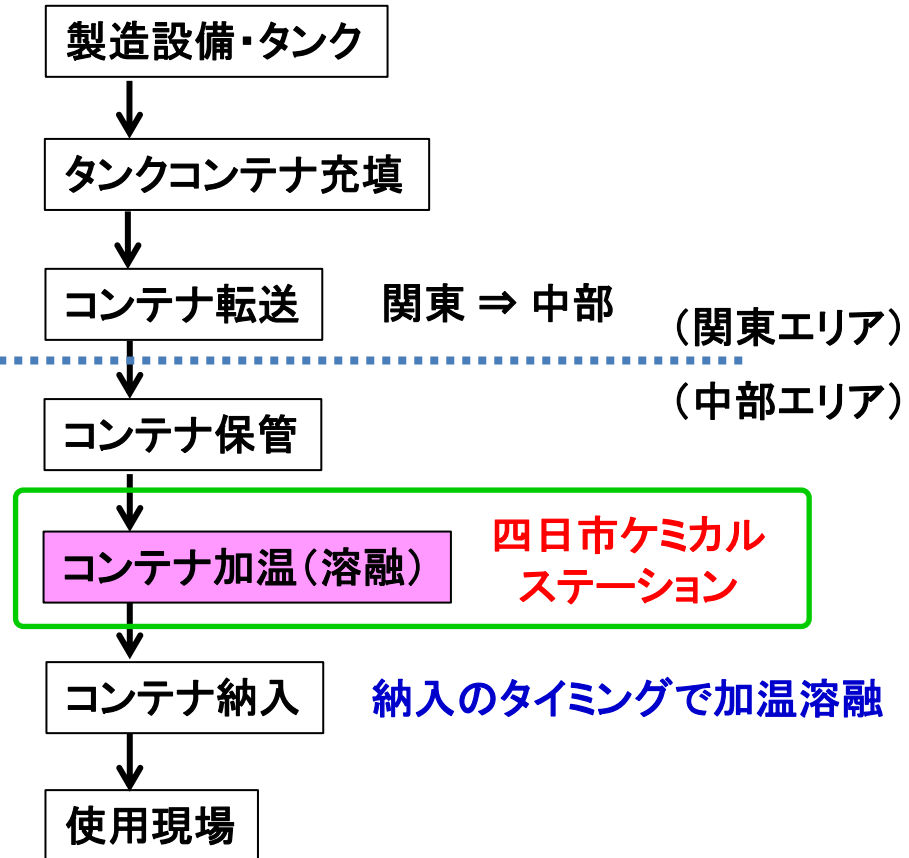 製造設備・タンク
タンクコンテナ充填
コンテナ転送
関東 ⇒ 中部
（関東エリア）
（中部エリア）
コンテナ保管
コンテナ加温（溶融）
四日市ケミカル
ステーション
コンテナ納入
納入のタイミングで加温溶融
使用現場